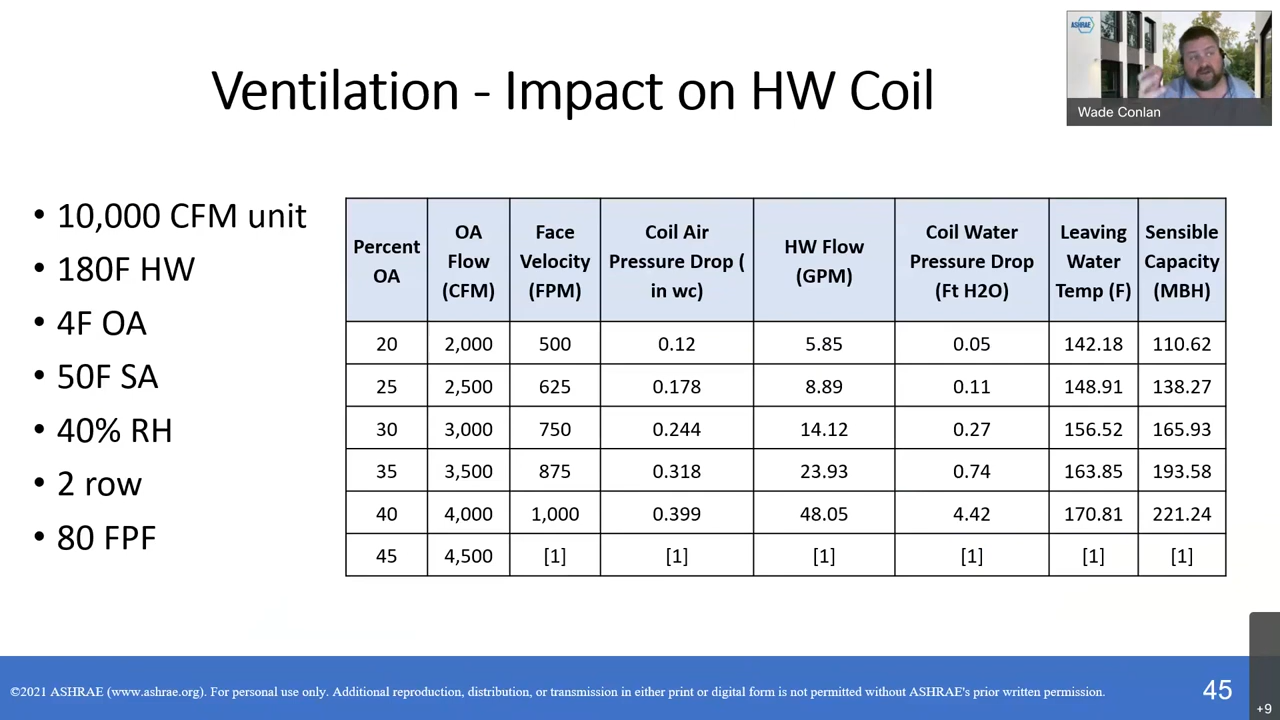 ASHRAE
Wade Conlan
Ventilation - Impact on HW Coil
• 10,000 CFM unit
• 180F HW
• 4F OA
• 50F SA
• 40% RH
• 2 row
• 80 FPF
Percent OA | OA Flow (CFM) | Face Velocity (FPM) | Coil Air Pressure Drop ( in wc) | HW Flow (GPM) | Coil Water Pressure Drop (Ft H2O) | Leaving Water Temp (F) | Sensible Capacity (MBH)
20 | 2,000 | 500 | 0.12 | 5.85 | 0.05 | 142.18 | 110.62
25 | 2,500 | 625 | 0.178 | 8.89 | 0.11 | 148.91 | 138.27
30 | 3,000 | 750 | 0.244 | 14.12 | 0.27 | 156.52 | 165.93
35 | 3,500 | 875 | 0.318 | 23.93 | 0.74 | 163.85 | 193.58
40 | 4,000 | 1,000 | 0.399 | 48.05 | 4.42 | 170.81 | 221.24
45 | 4,500 | [1] | [1] | [1] | [1] | [1] | [1]
©2021 ASHRAE (www.ashrae.org). For personal use only. Additional reproduction, distribution, or transmission in either print or digital form is not permitted without ASHRAE's prior written permission.
45
+9